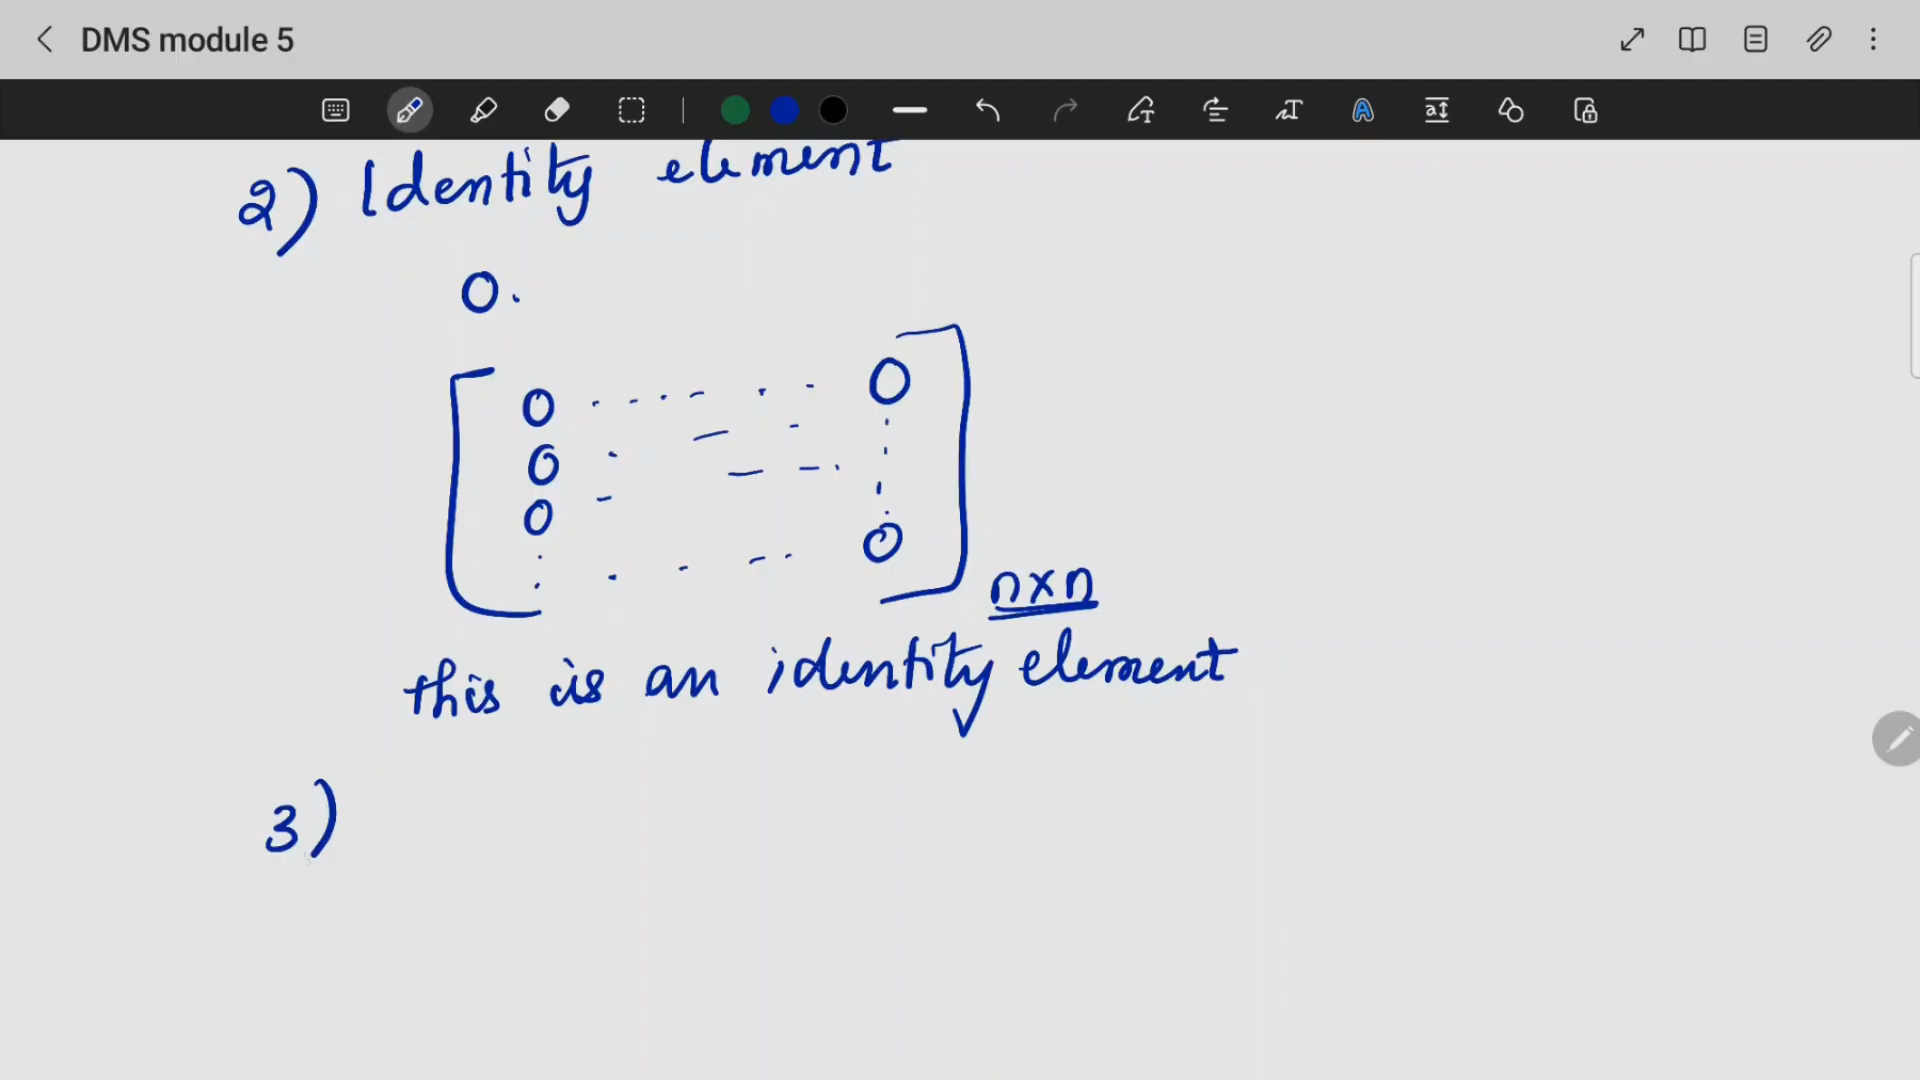 DMS module 5
2) Identity element
0.
0 . - . - . - 0
0 . - -
0 - - - .
. . - - . 0
n×n
this is an identity element
3)